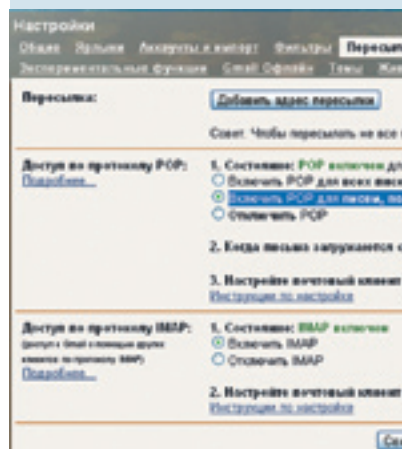 Настройки
Общие Ярлыки Аккаунты и импорт Фильтры Пересыл
Экспериментальные функции Gmail Офлайн Темы Жив
Пересылка:
Добавить адрес пересылки
Совет. Чтобы пересылать не все
Доступ по протоколу POP:
Подробнее...
1. Состояние: POP включен дл
Включить POP для всех писе
Включить POP для писем, по
Отключить POP
2. Когда письма загружаются с
3. Настройте почтовый клиент
Инструкции по настройке
Доступ по протоколу IMAP:
(доступ к Gmail с помощью других
клиентов по протоколу IMAP)
Подробнее...
1. Состояние: IMAP включен
Включить IMAP
Отключить IMAP
2. Настройте почтовый клиент
Инструкции по настройке
Со